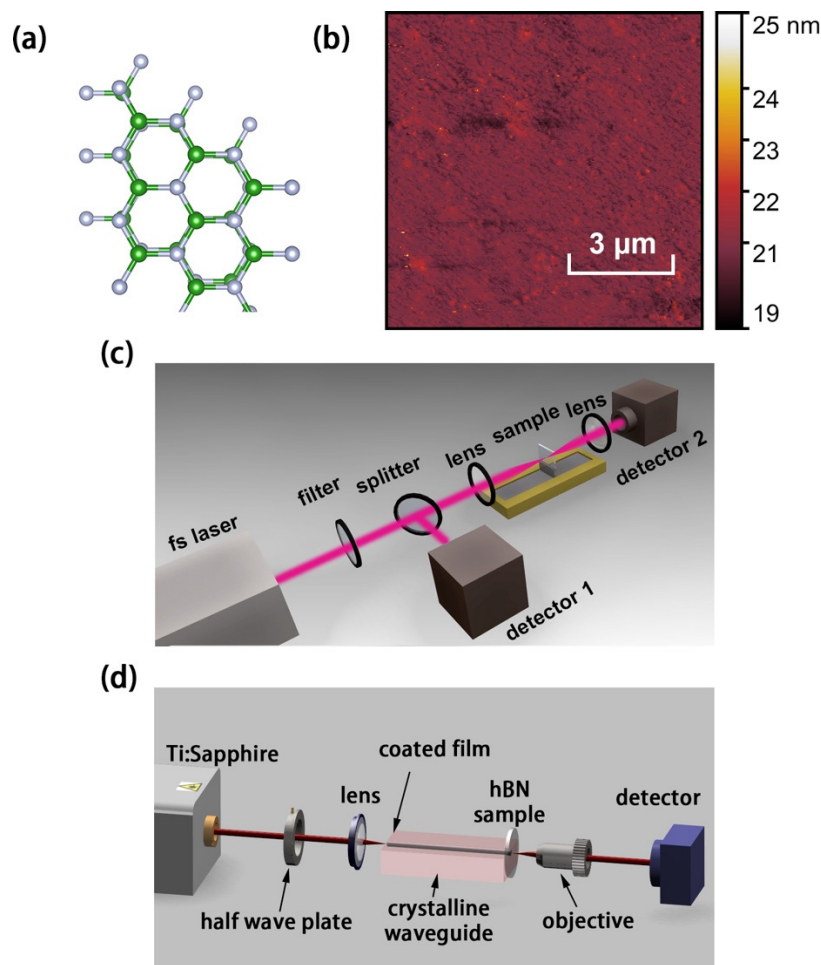 (a)
(b)
25 nm
24
23
22
21
19
3 µm
(c)
fs laser
filter
splitter
lens
sample
lens
detector 2
detector 1
(d)
Ti:Sapphire
coated film
lens
hBN
sample
detector
half wave plate
crystalline
waveguide
objective